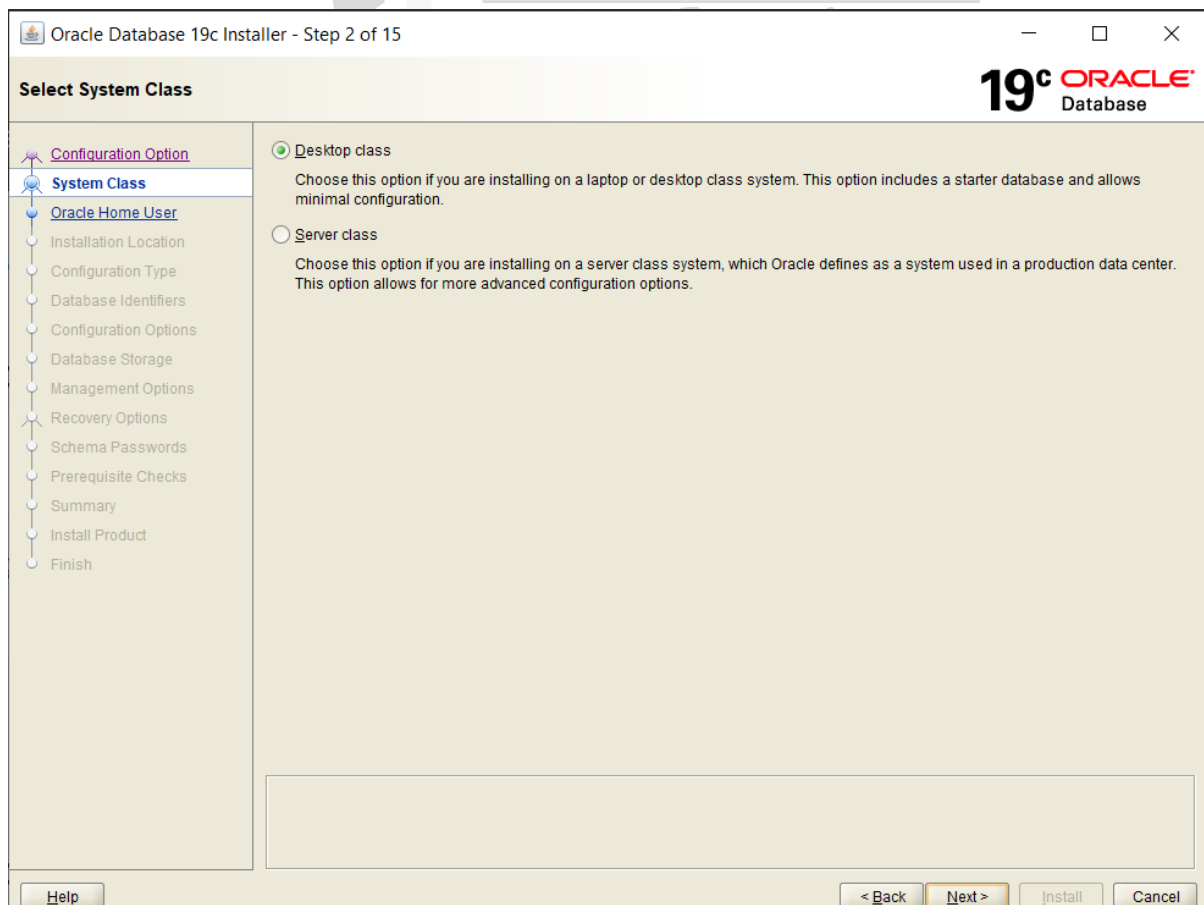 Oracle Database 19c Installer - Step 2 of 15
Select System Class
19c ORACLE
Database
Configuration Option
System Class
Oracle Home User
Installation Location
Configuration Type
Database Identifiers
Configuration Options
Database Storage
Management Options
Recovery Options
Schema Passwords
Prerequisite Checks
Summary
Install Product
Finish
Desktop class
Choose this option if you are installing on a laptop or desktop class system. This option includes a starter database and allows
minimal configuration.
Server class
Choose this option if you are installing on a server class system, which Oracle defines as a system used in a production data center.
This option allows for more advanced configuration options.
Help
< Back Next > Install Cancel